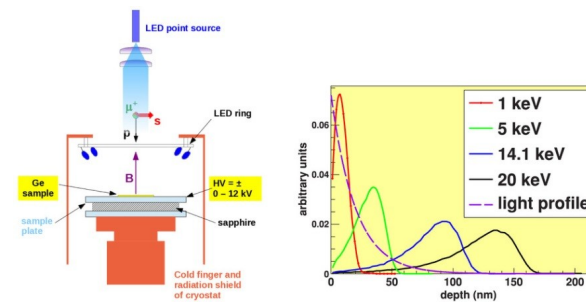 LED point source
μ⁺
s
p
LED ring
B
Ge
sample
HV = ±
0 – 12 kV
sample
plate
sapphire
Cold finger and
radiation shield
of cryostat
arbitrary units
0.06
0.04
0.02
0
0
50
100
150
200
depth (nm)
1 keV
5 keV
14.1 keV
20 keV
light profile